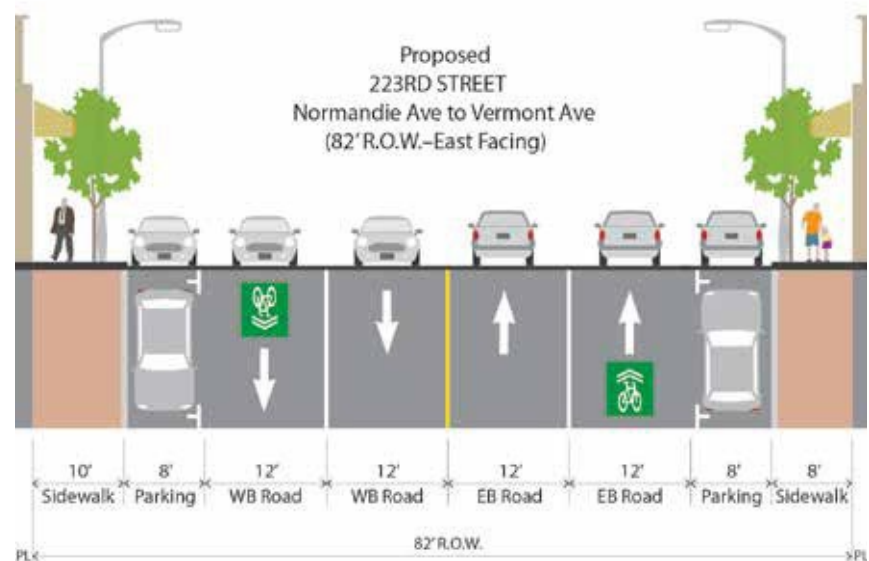 Proposed
223RD STREET
Normandie Ave to Vermont Ave
(82' R.O.W.–East Facing)
10' 8' 12' 12' 12' 12' 8' 8'
Sidewalk Parking WB Road WB Road EB Road EB Road Parking Sidewalk
82' R.O.W.
PL PL